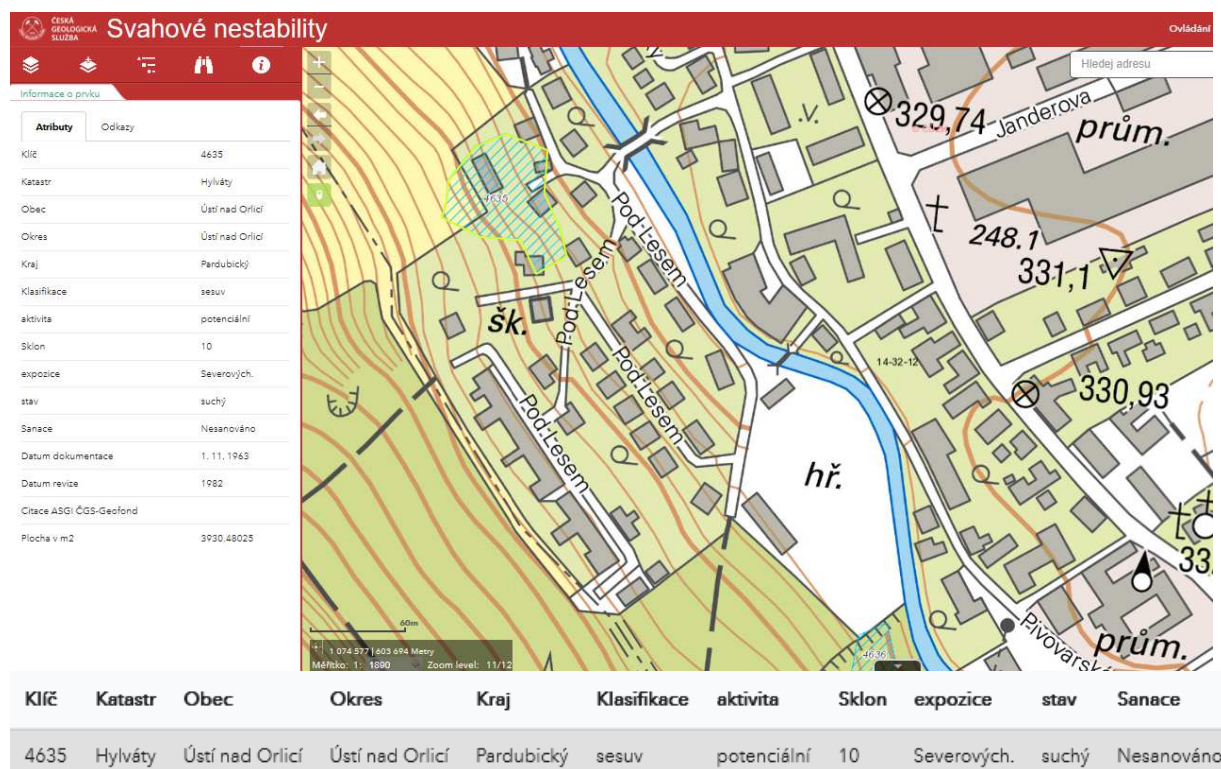 ČESKÁ
GEOLOGICKÁ
SLUŽBA
Svahové nestability
Ovládání
Informace o prvku
Hledej adresu
Atributy Odkazy
Klíč 4635
Katastr Hylváty
Obec Ústí nad Orlicí
Okres Ústí nad Orlicí
Kraj Pardubický
Klasifikace sesuv
aktivita potenciální
Sklon 10
expozice Severových.
stav suchý
Sanace Nesanováno
Datum dokumentace 1. 11. 1963
Datum revize 1982
Citace ASGI ČGS-Geofond
Plocha v m2 3930,48025
.V.
329,74
Janderova
prům.
4635
Pod Lesem
248.1
331,1
Pod Lesem
šk.
Pod Lesem
14-32-12
330,93
Pod Lesem
hř.
33
Pivovarsk
prům.
4636
60m
1 074 577 | 603 694 Metry
Měřítko: 1: 1890 Zoom level: 11/12
Klíč Katastr Obec Okres Kraj Klasifikace aktivita Sklon expozice stav Sanace
4635 Hylváty Ústí nad Orlicí Ústí nad Orlicí Pardubický sesuv potenciální 10 Severových. suchý Nesanováno